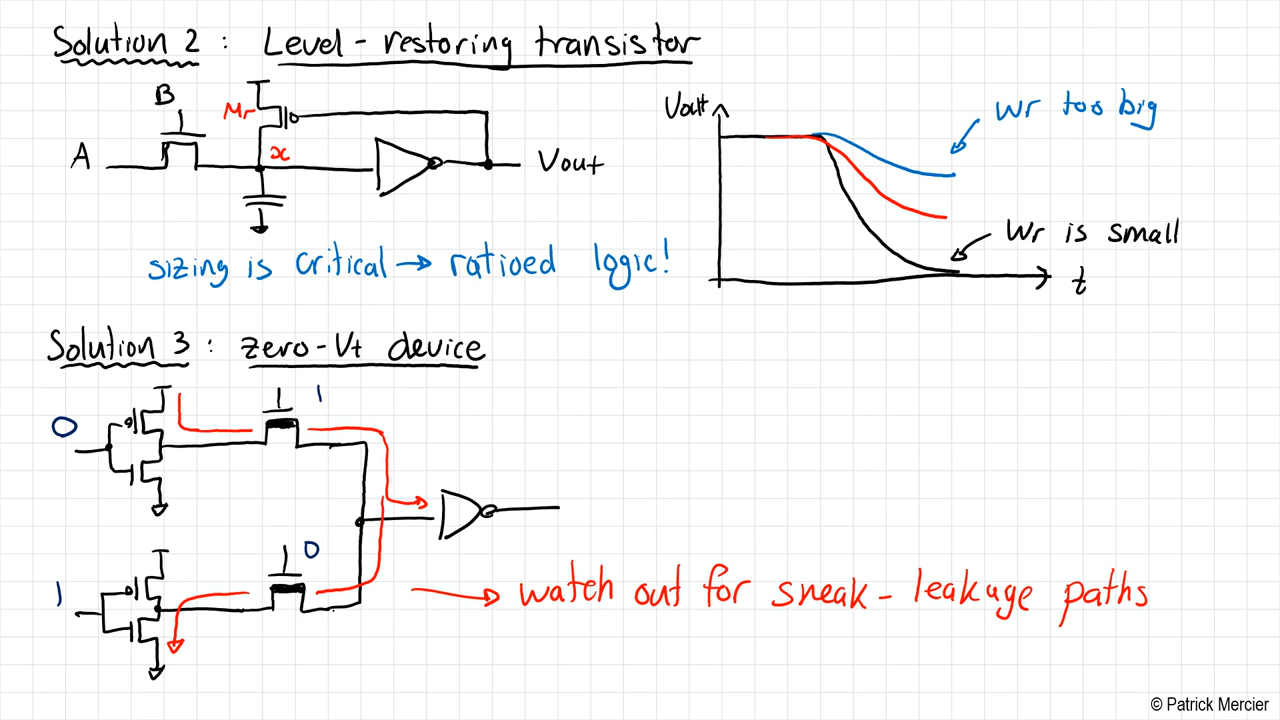 Solution 2 : Level-restoring transistor
B
Mr
A
x
Vout
sizing is critical → ratioed logic!
Vout
Wr too big
Wr is small
t
Solution 3 : zero-Vt device
0
1
1
0
→ watch out for sneak-leakage paths
© Patrick Mercier